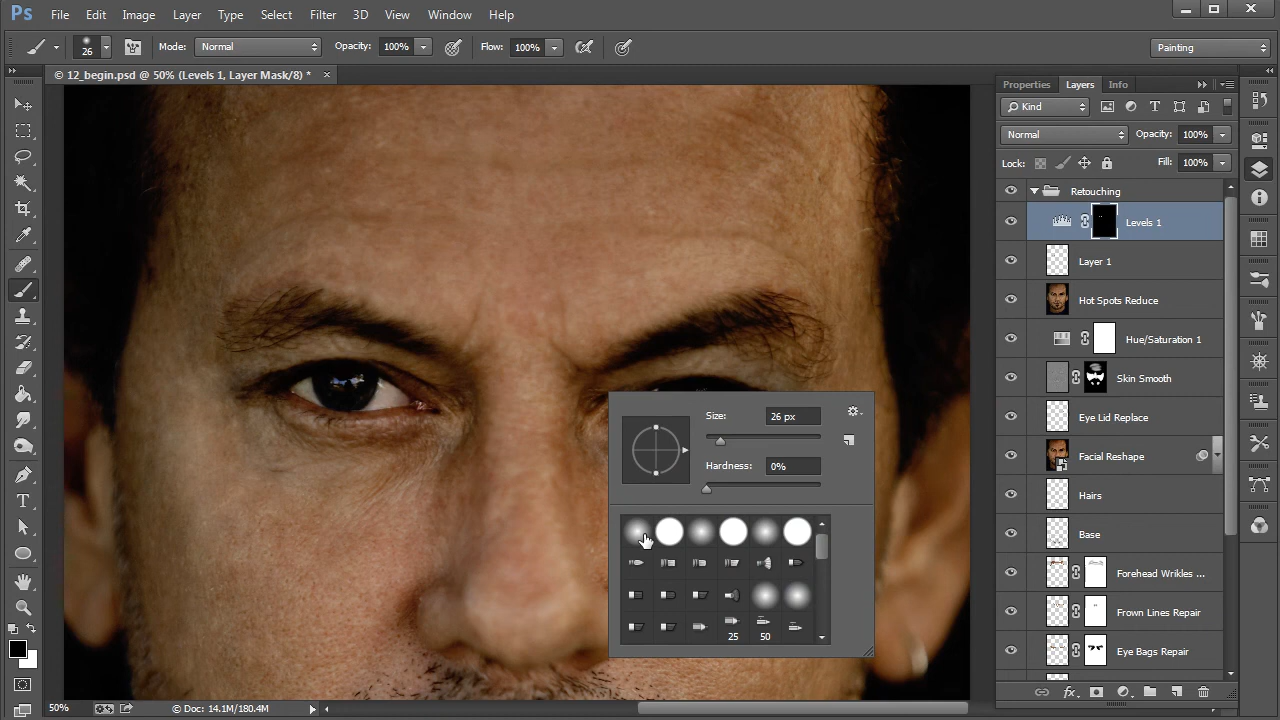 Ps File Edit Image Layer Type Select Filter 3D View Window Help
26 Mode: Normal Opacity: 100% Flow: 100% Painting
© 12_begin.psd @ 50% (Levels 1, Layer Mask/8) *
Properties Layers Info
Kind
Normal Opacity: 100%
Lock: Fill: 100%
Retouching
Levels 1
Layer 1
Hot Spots Reduce
Hue/Saturation 1
Skin Smooth
Eye Lid Replace
Facial Reshape
Hairs
Base
Forehead Wrikles ...
Frown Lines Repair
Eye Bags Repair
Size: 26 px
Hardness: 0%
25 50
50% © Doc: 14.1M/180.4M